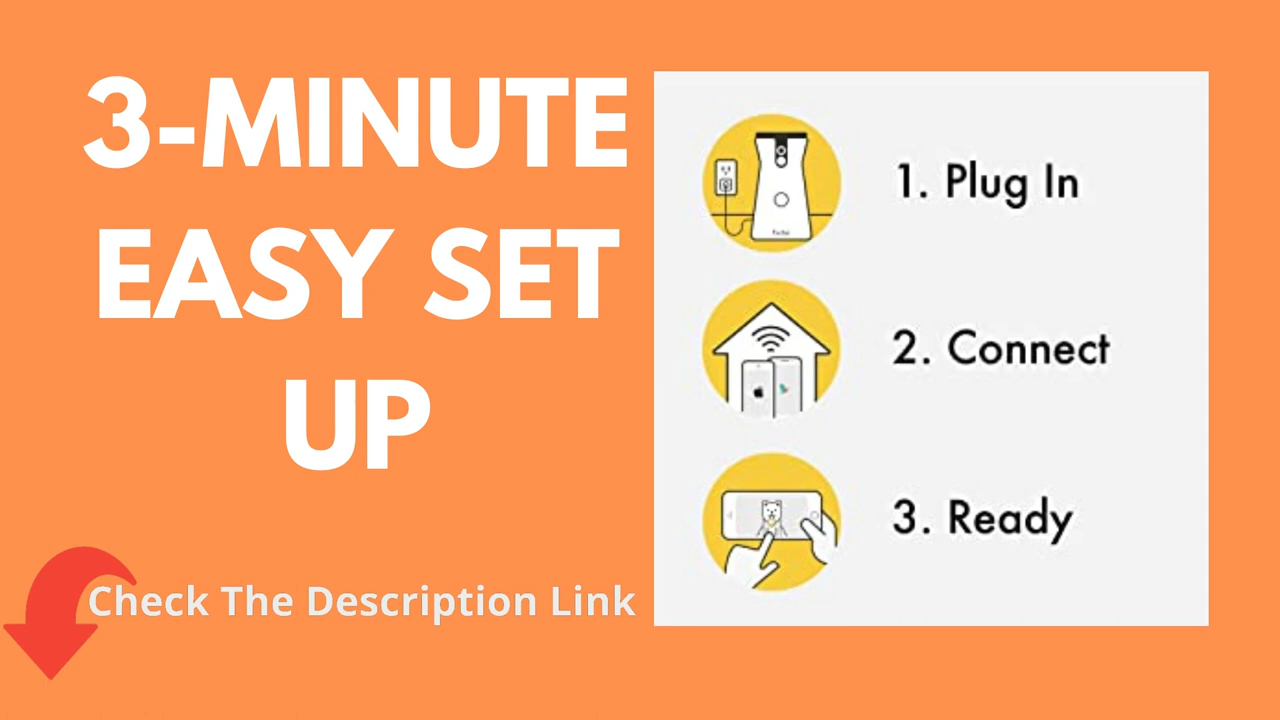 3-MINUTE
EASY SET
UP
Check The Description Link
1. Plug In
2. Connect
3. Ready